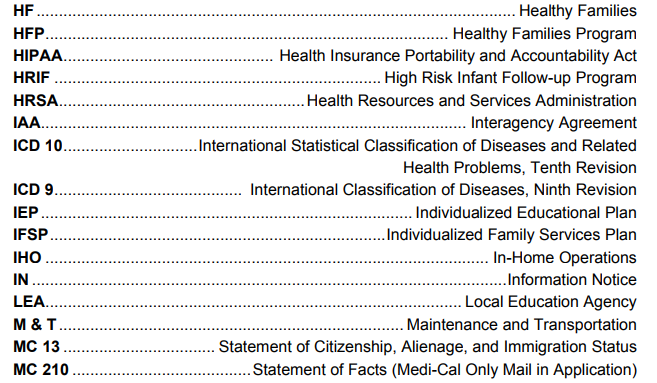 HF ............................................................................................................ Healthy Families
HFP ........................................................................................... Healthy Families Program
HIPAA ............................................... Health Insurance Portability and Accountability Act
HRIF .......................................................................... High Risk Infant Follow-up Program
HRSA ....................................................... Health Resources and Services Administration
IAA ................................................................................................ Interagency Agreement
ICD 10 .............................. International Statistical Classification of Diseases and Related
Health Problems, Tenth Revision
ICD 9 .......................................... International Classification of Diseases, Ninth Revision
IEP .................................................................................... Individualized Educational Plan
IFSP ........................................................................... Individualized Family Services Plan
IHO ..................................................................................................... In-Home Operations
IN .......................................................................................................... Information Notice
LEA ............................................................................................... Local Education Agency
M & T .............................................................................. Maintenance and Transportation
MC 13 .................................. Statement of Citizenship, Alienage, and Immigration Status
MC 210 ......................................... Statement of Facts (Medi-Cal Only Mail in Application)